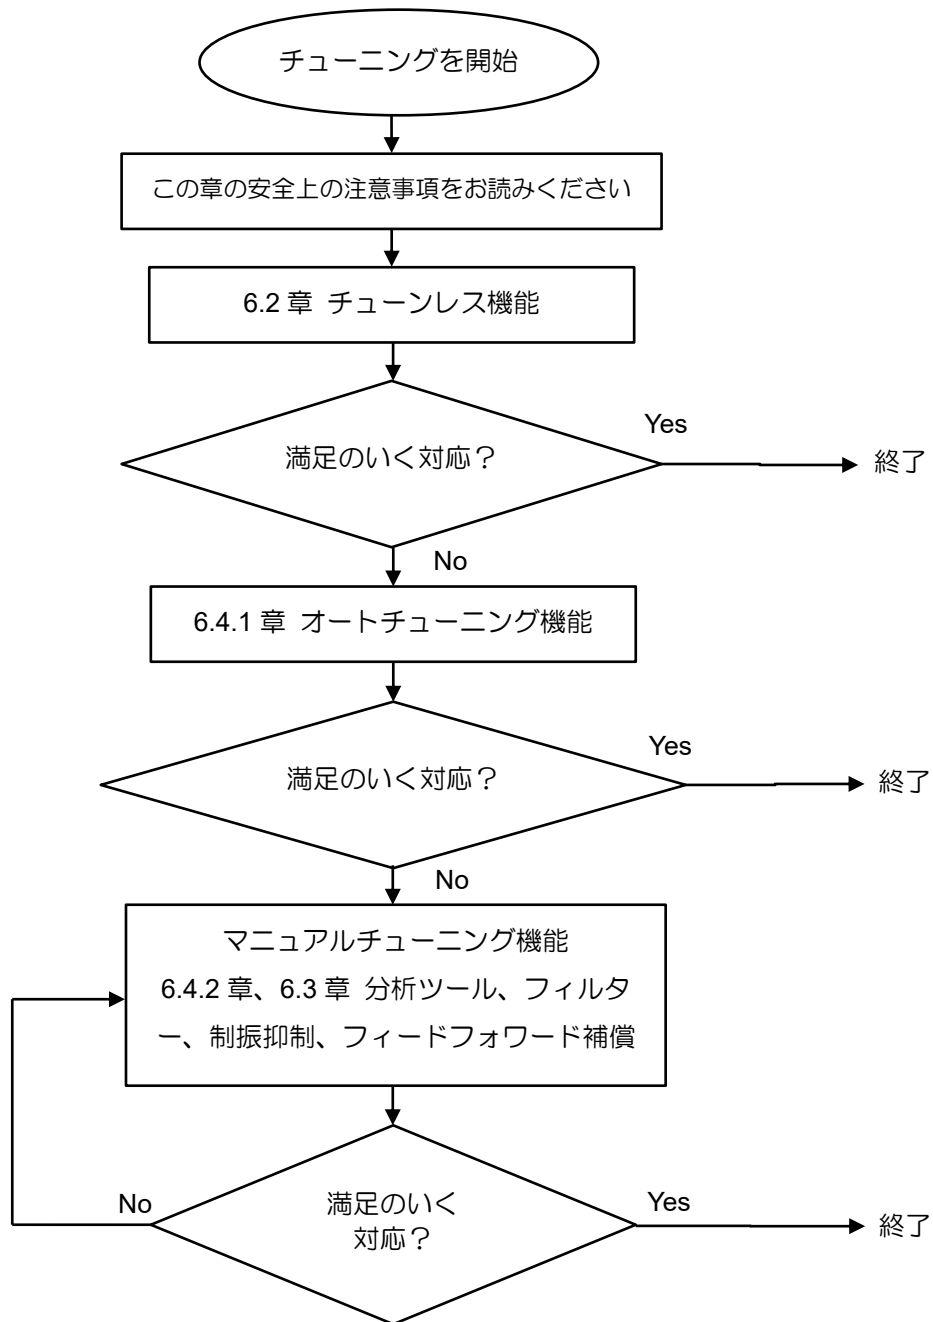 チューニングを開始
この章の安全上の注意事項をお読みください
6.2 章 チューンレス機能
満足のいく対応？
Yes
終了
No
6.4.1 章 オートチューニング機能
満足のいく対応？
Yes
終了
No
マニュアルチューニング機能
6.4.2 章、6.3 章 分析ツール、フィルタ
ー、制振抑制、フィードフォワード補償
No
満足のいく
対応？
Yes
終了